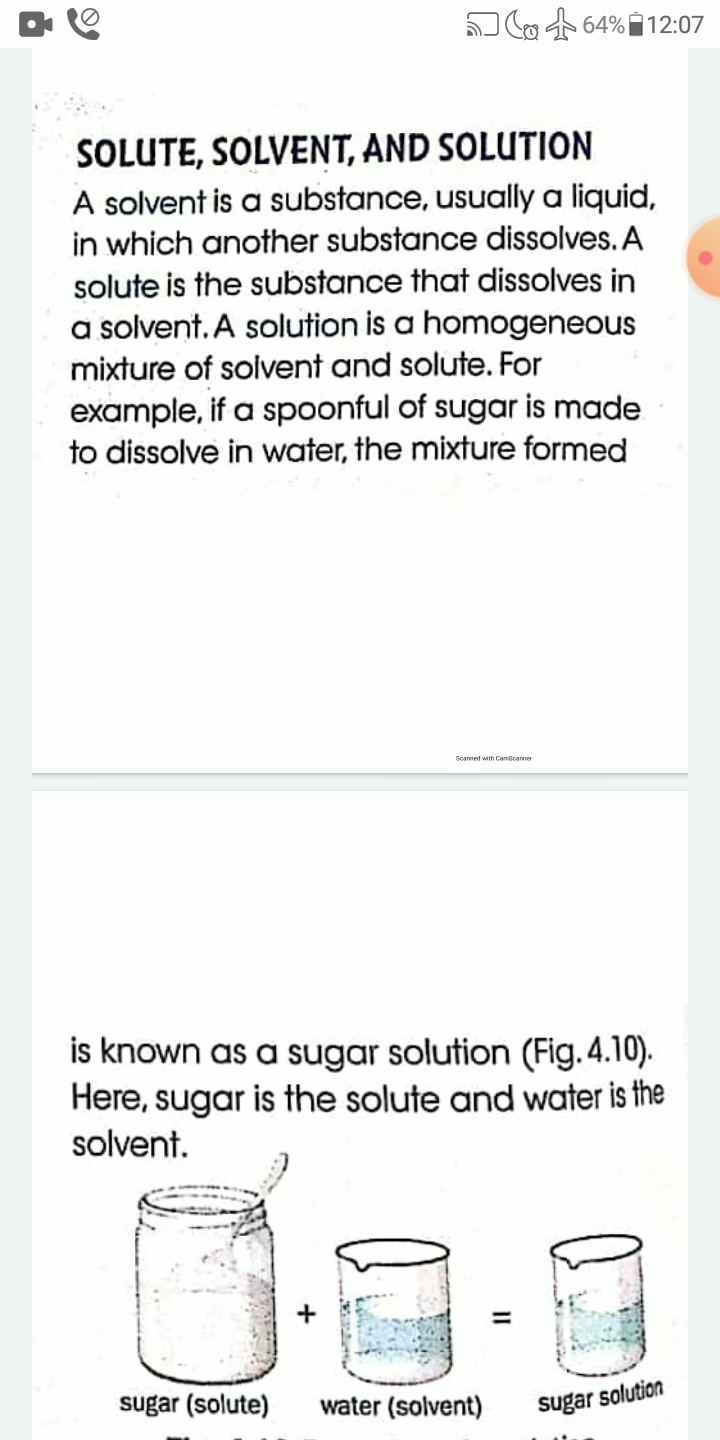 64% 12:07
SOLUTE, SOLVENT, AND SOLUTION
A solvent is a substance, usually a liquid,
in which another substance dissolves. A
solute is the substance that dissolves in
a solvent. A solution is a homogeneous
mixture of solvent and solute. For
example, if a spoonful of sugar is made
to dissolve in water, the mixture formed
Scanned with CamScanner
is known as a sugar solution (Fig. 4.10).
Here, sugar is the solute and water is the
solvent.
+ =
sugar (solute) water (solvent) sugar solution